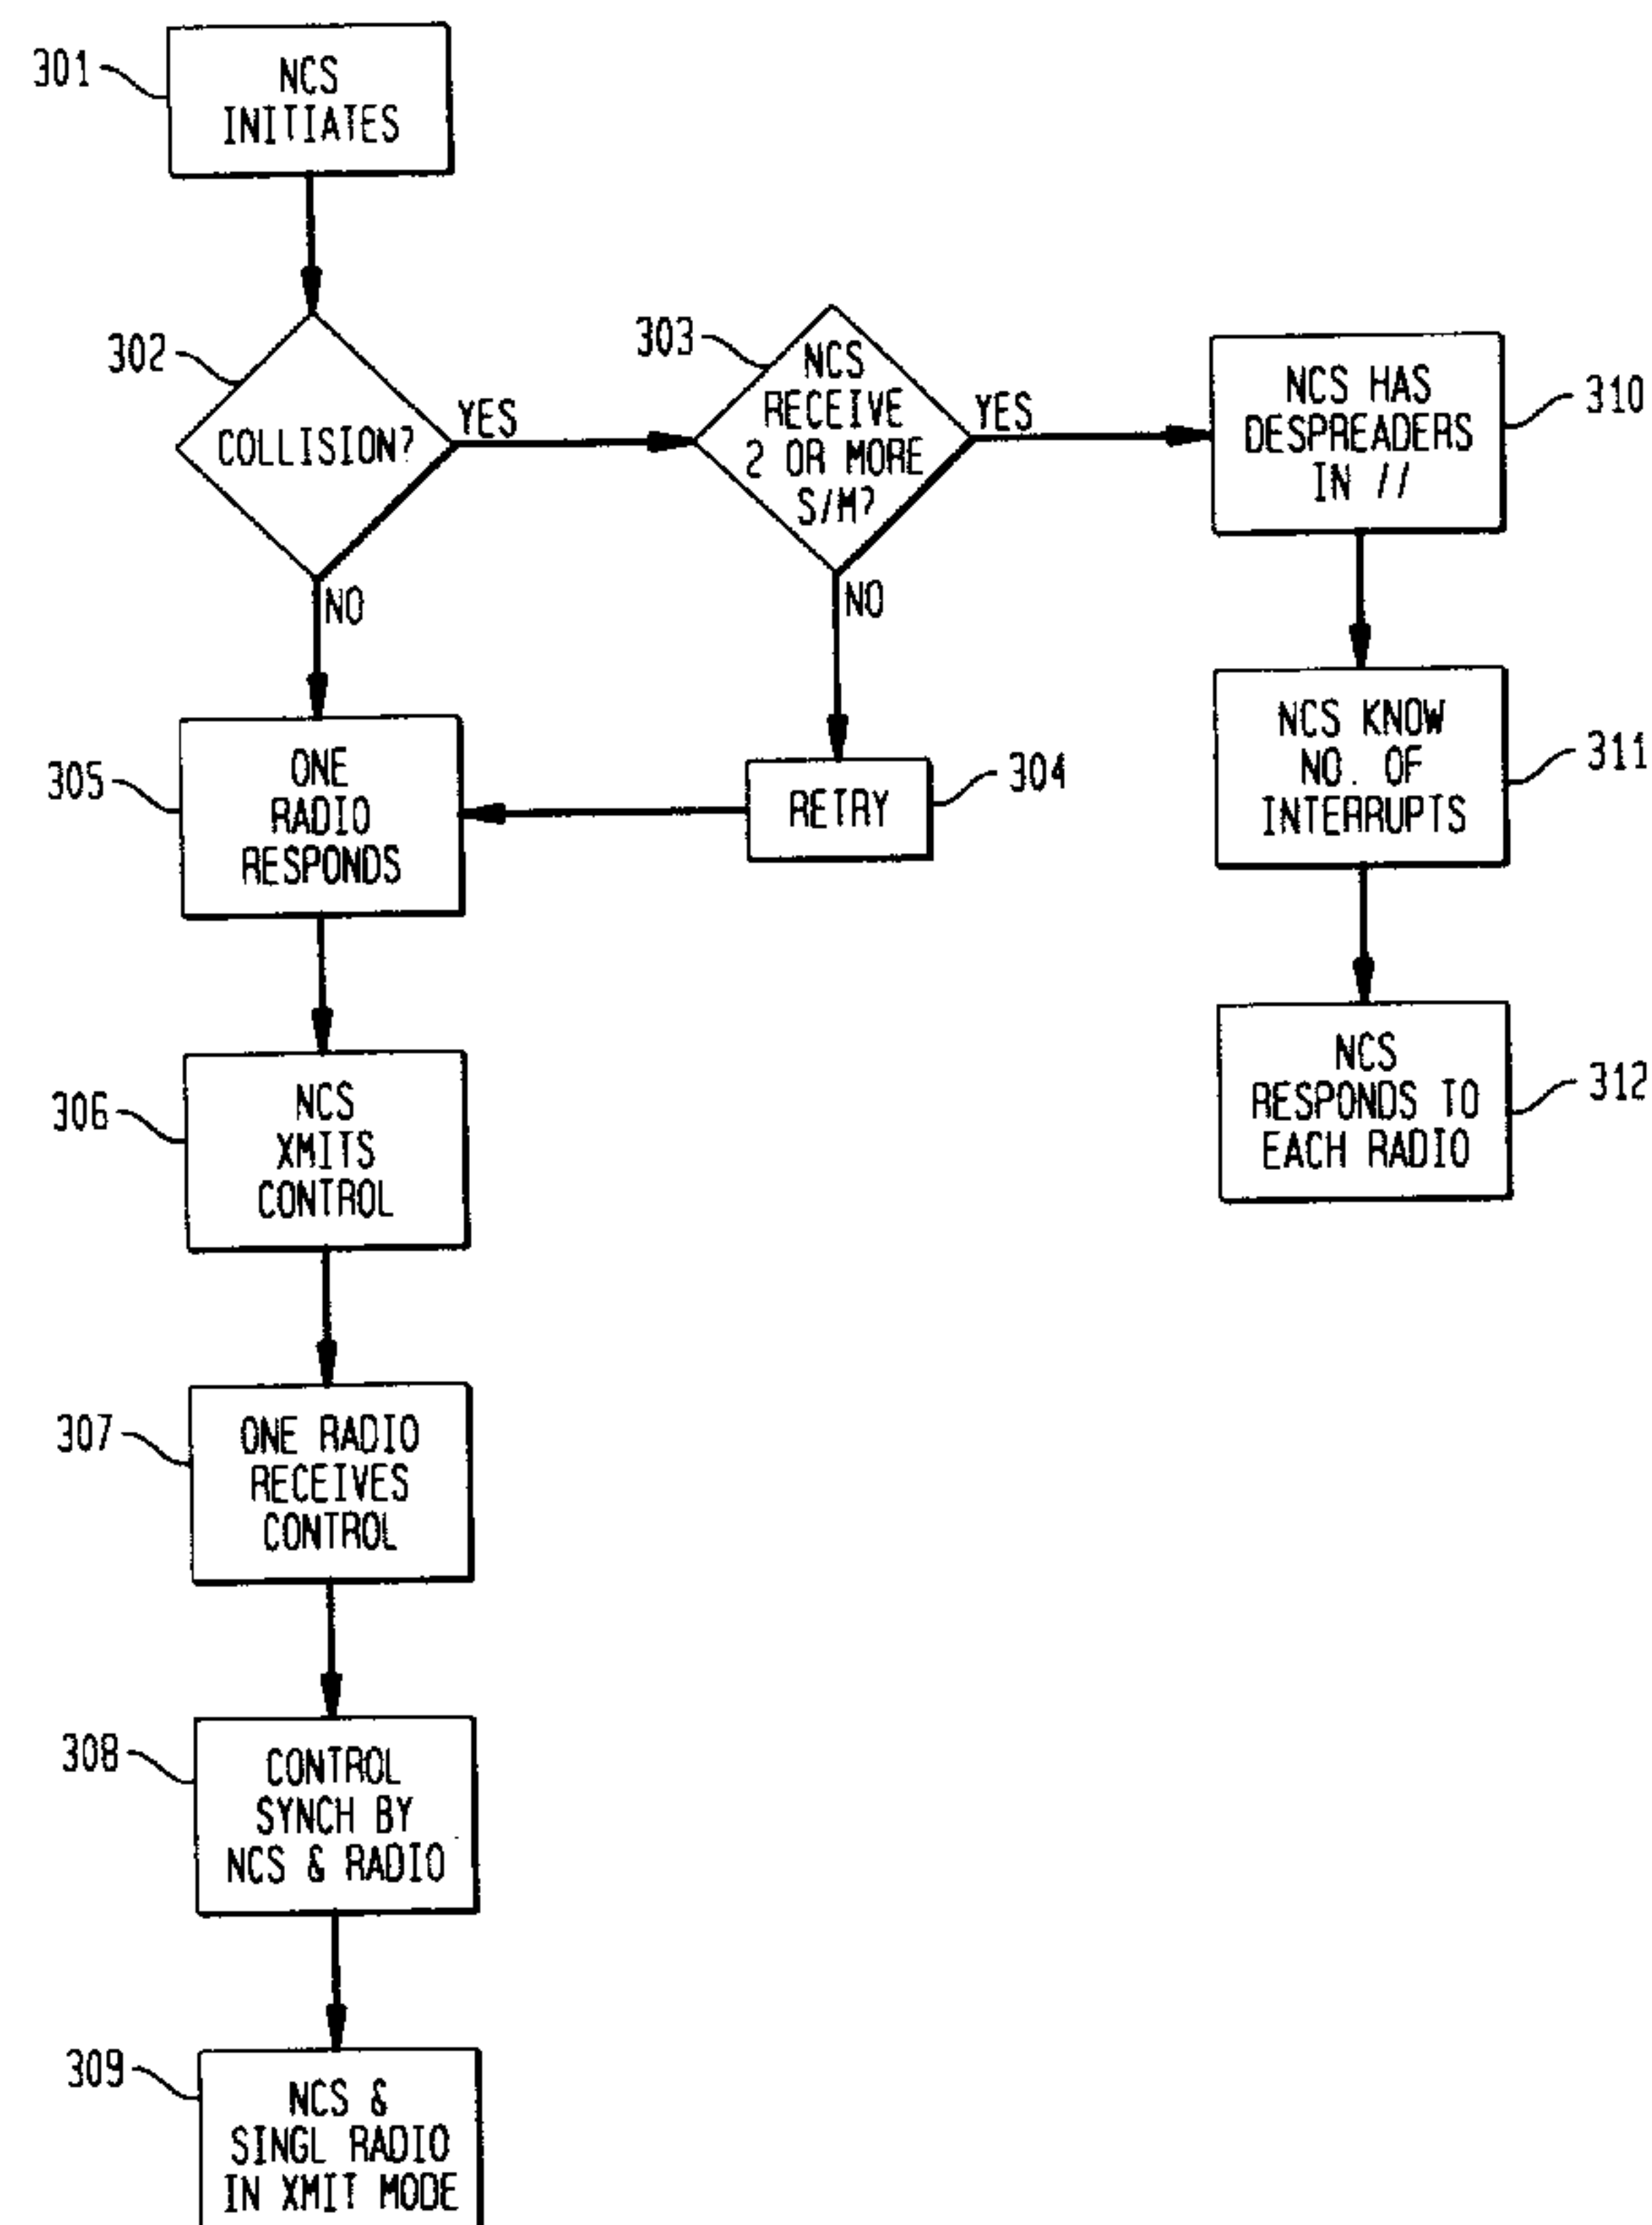 301
NCS
INITIATES
302
COLLISION?
YES
NO
303
NCS
RECEIVE
2 OR MORE
S/M?
YES
NO
310
NCS HAS
DESPREADERS
IN //
305
ONE
RADIO
RESPONDS
304
RETRY
311
NCS KNOW
NO. OF
INTERRUPTS
306
NCS
XMITS
CONTROL
312
NCS
RESPONDS TO
EACH RADIO
307
ONE RADIO
RECEIVES
CONTROL
308
CONTROL
SYNCH BY
NCS & RADIO
309
NCS &
SINGL RADIO
IN XMIT MODE